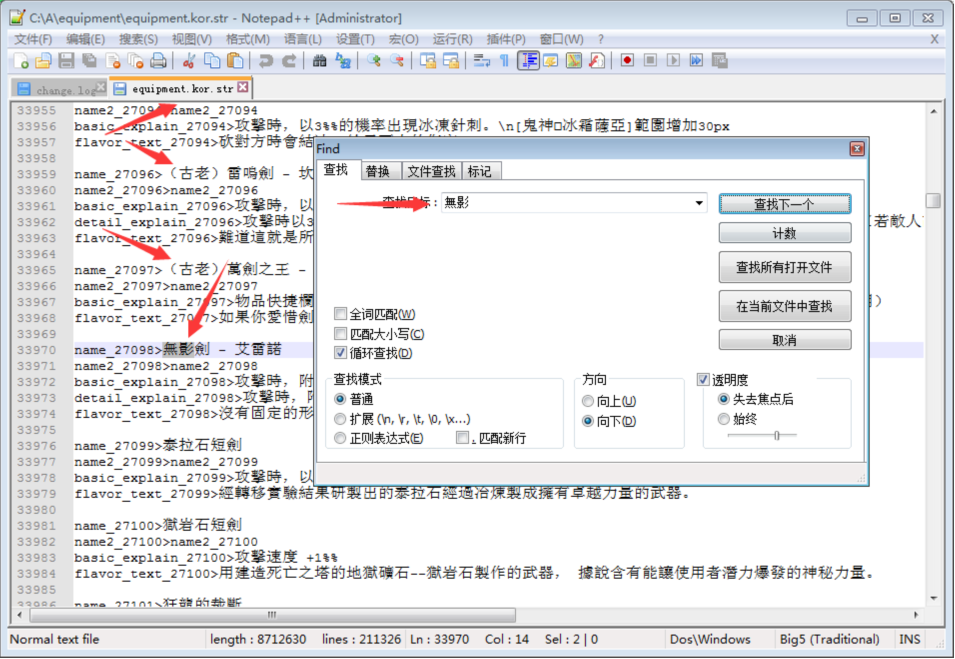 C:\A\equipment\equipment.kor.str - Notepad++ [Administrator]
文件(F) 编辑(E) 搜索(S) 视图(V) 格式(M) 语言(L) 设置(T) 宏(O) 运行(R) 插件(P) 窗口(W) ? X
change.log equipment.kor.str
33955 name2_27094>name2_27094
33956 basic_explain_27094>攻擊時，以3%%的機率出現冰凍針刺。\n[鬼神□冰霜薩亞]範圍增加30px
33957 flavor_text_27094>砍對方時會結
33958
33959 name_27096>（古老）雷鳴劍 - 坎
33960 name2_27096>name2_27096
33961 basic_explain_27096>攻擊時，以
33962 detail_explain_27096>攻擊時以3 若敵人
33963 flavor_text_27096>難道這就是所
33964
33965 name_27097>（古老）萬劍之王 -
33966 name2_27097>name2_27097
33967 basic_explain_27097>物品快捷欄
33968 flavor_text_27097>如果你愛惜劍
33969
33970 name_27098>無影劍 - 艾雷諾
33971 name2_27098>name2_27098
33972 basic_explain_27098>攻擊時，附
33973 detail_explain_27098>攻擊時，
33974 flavor_text_27098>沒有固定的形
33975
33976 name_27099>泰拉石短劍
33977 name2_27099>name2_27099
33978 basic_explain_27099>攻擊時，以
33979 flavor_text_27099>經轉移實驗結果研製出的泰拉石經過冶煉製成擁有卓越力量的武器。
33980
33981 name_27100>獄岩石短劍
33982 name2_27100>name2_27100
33983 basic_explain_27100>攻擊速度 +1%%
33984 flavor_text_27100>用建造死亡之塔的地獄礦石--獄岩石製作的武器， 據說含有能讓使用者潛力爆發的神秘力量。
33985
33986 name_27101>狂龍的裁斷
Find
查找 替换 文件查找 标记
查找目标： 無影
查找下一个
计数
查找所有打开文件
在当前文件中查找
取消
全词匹配(W)
匹配大小写(C)
循环查找(D)
查找模式
普通
扩展 (\n, \r, \t, \0, \x...)
正则表达式(E) . 匹配新行
方向
向上(U)
向下(D)
透明度
失去焦点后
始终
Normal text file length : 8712630 lines : 211326 Ln : 33970 Col : 14 Sel : 2 | 0 Dos\Windows Big5 (Traditional) INS